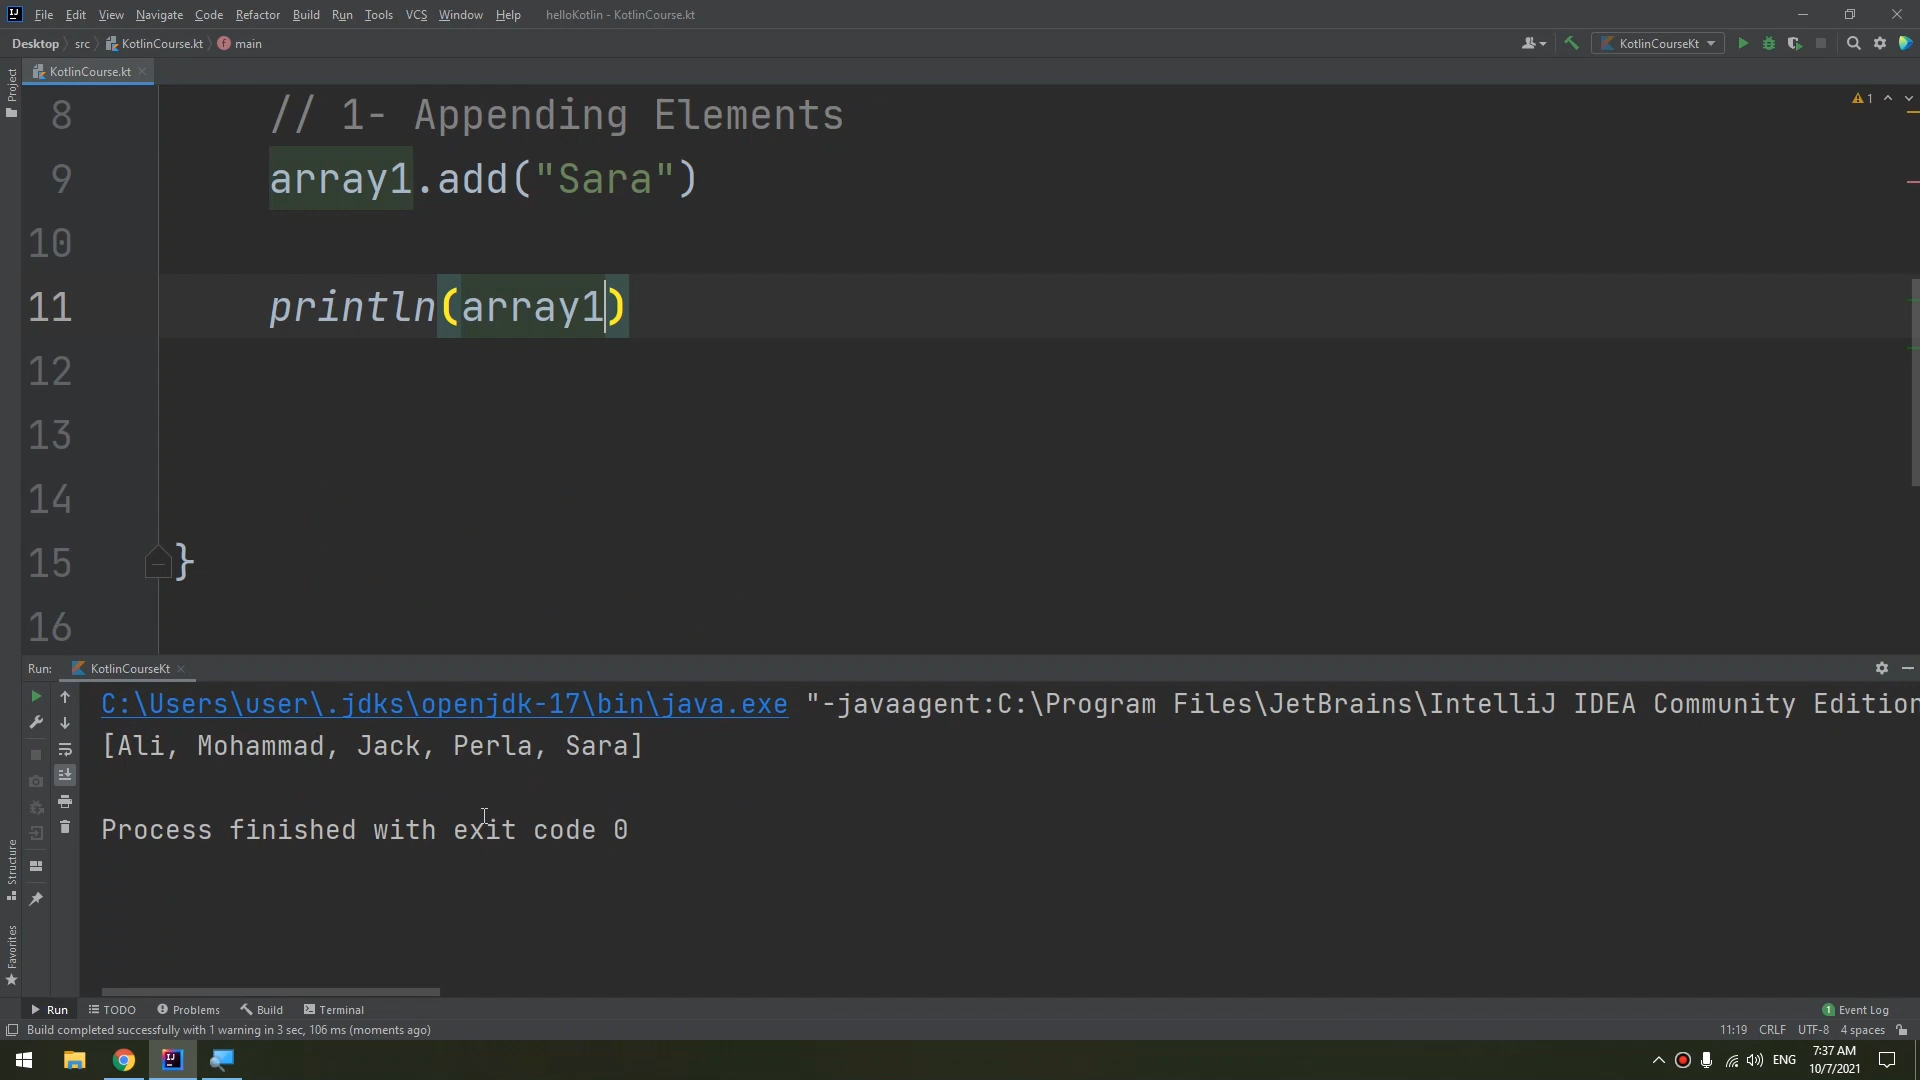 File Edit View Navigate Code Refactor Build Run Tools VCS Window Help helloKotlin - KotlinCourse.kt
Desktop src KotlinCourse.kt main
KotlinCourseKt
KotlinCourse.kt
Project
1
8 // 1- Appending Elements
9 array1.add("Sara")
10
11 println(array1)
12
13
14
15 }
16
Run: KotlinCourseKt
C:\Users\user\.jdks\openjdk-17\bin\java.exe "-javaagent:C:\Program Files\JetBrains\IntelliJ IDEA Community Edition
[Ali, Mohammad, Jack, Perla, Sara]
Process finished with exit code 0
Structure
Favorites
Run TODO Problems Build Terminal 1 Event Log
Build completed successfully with 1 warning in 3 sec, 106 ms (moments ago) 11:19 CRLF UTF-8 4 spaces
ENG 7:37 AM
10/7/2021